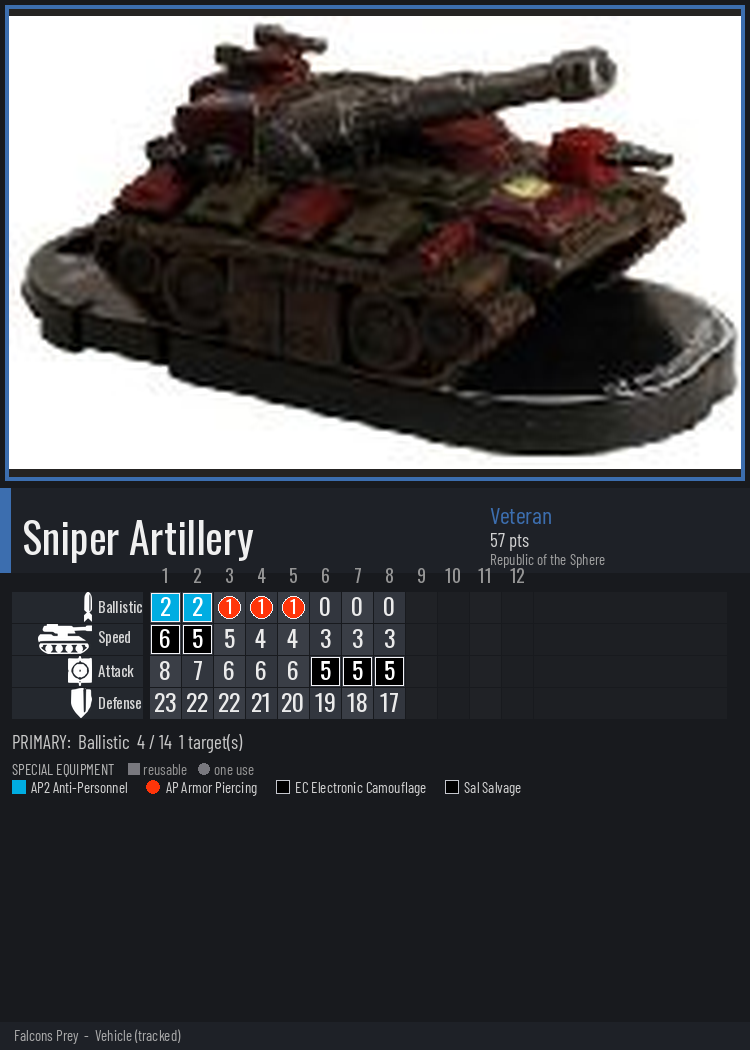 Sniper Artillery
Veteran
57 pts
Republic of the Sphere
1 2 3 4 5 6 7 8 9 10 11 12
Ballistic 2 2 1 1 1 0 0 0
Speed 6 5 5 4 4 3 3 3
Attack 8 7 6 6 6 5 5 5
Defense 23 22 22 21 20 19 18 17
PRIMARY: Ballistic 4 / 14 1 target(s)
SPECIAL EQUIPMENT reusable one use
AP2 Anti-Personnel AP Armor Piercing EC Electronic Camouflage Sal Salvage
Falcons Prey - Vehicle (tracked)